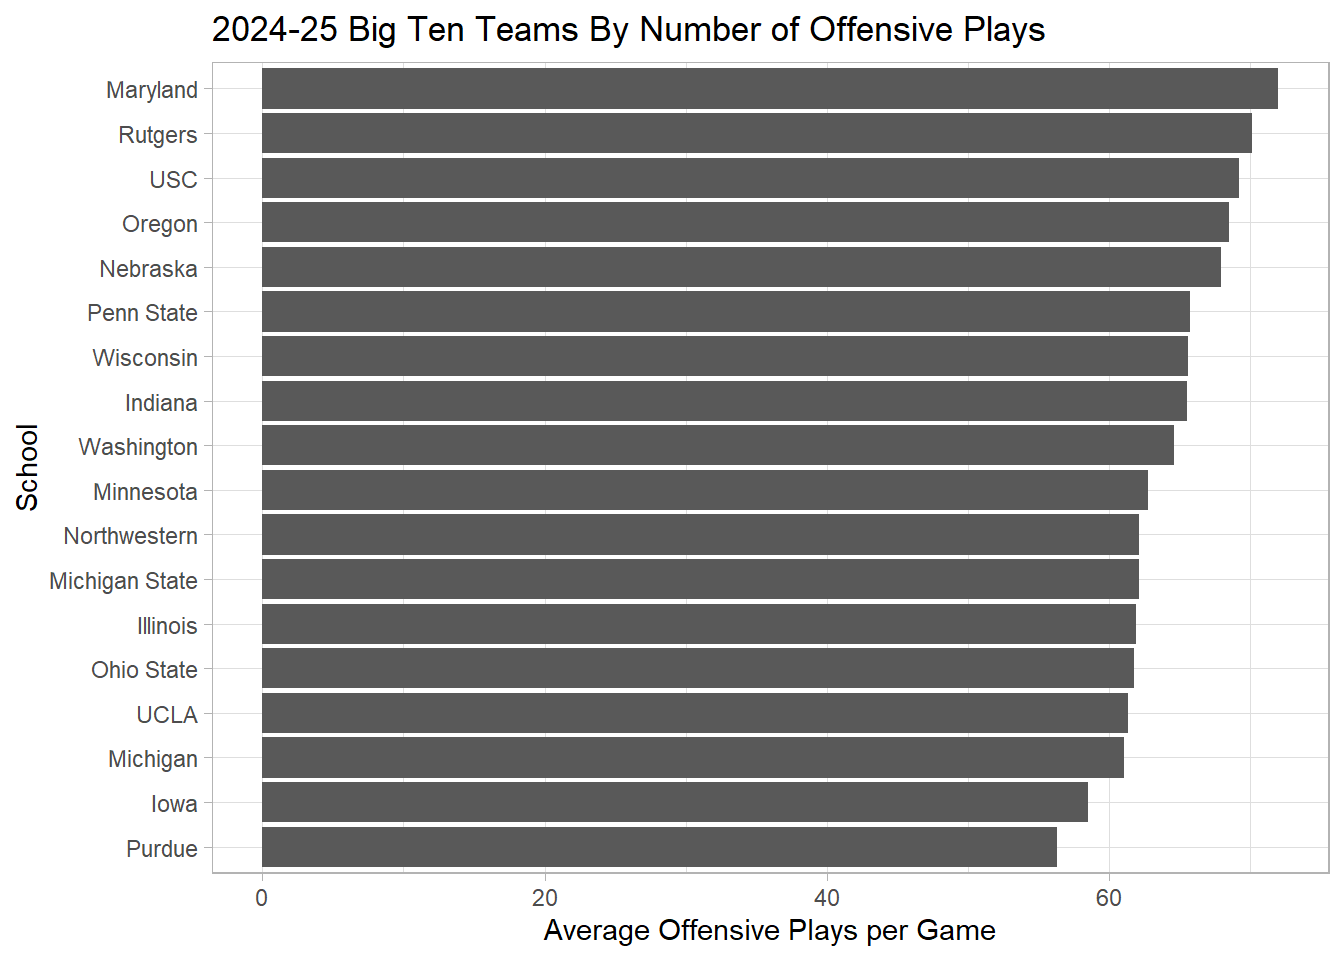 2024-25 Big Ten Teams By Number of Offensive Plays
School
Maryland
Rutgers
USC
Oregon
Nebraska
Penn State
Wisconsin
Indiana
Washington
Minnesota
Northwestern
Michigan State
Illinois
Ohio State
UCLA
Michigan
Iowa
Purdue
0 20 40 60
Average Offensive Plays per Game